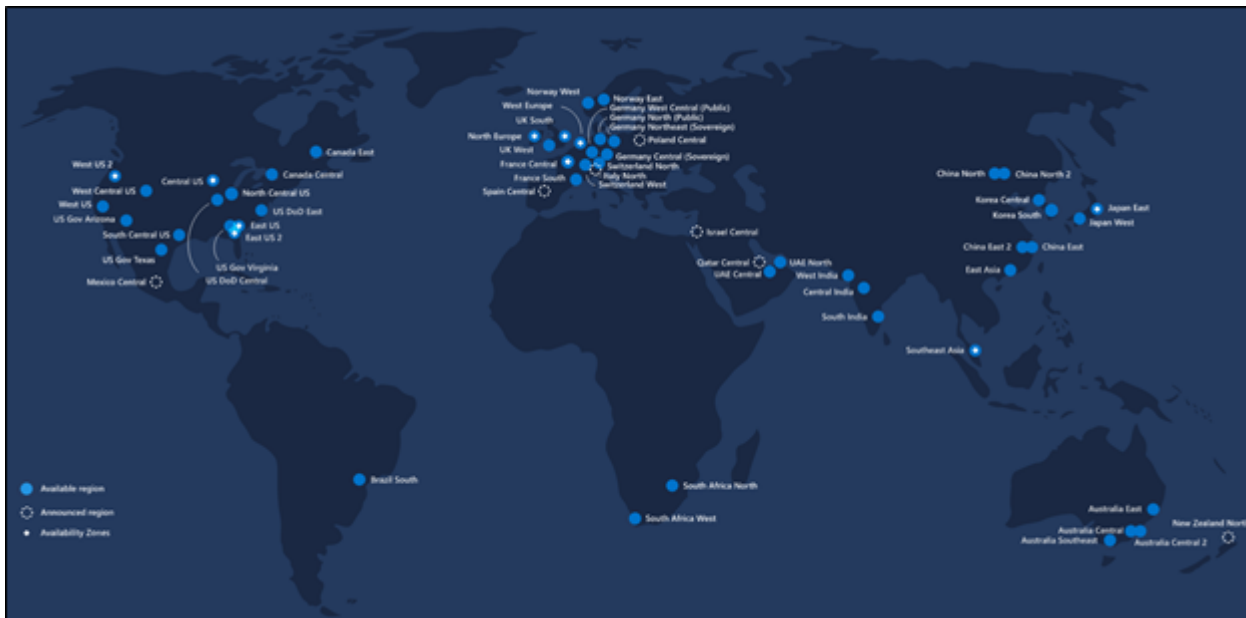 Norway West
Norway East
West Europe
Germany West Central (Public)
UK South
Germany North (Public)
Germany Northeast (Sovereign)
North Europe
Poland Central
UK West
Germany Central (Sovereign)
France Central
Switzerland North
Italy North
France South
Switzerland West
Spain Central
Canada East
West US 2
Central US
Canada Central
West Central US
North Central US
West US
US DoD East
US Gov Arizona
East US
South Central US
East US 2
US Gov Texas
US Gov Virginia
Mexico Central
US DoD Central
China North
China North 2
Korea Central
Japan East
Korea South
Japan West
Israel Central
China East 2
China East
Qatar Central
UAE North
East Asia
UAE Central
West India
Central India
South India
Southeast Asia
Brazil South
South Africa North
South Africa West
Australia East
Australia Central
New Zealand North
Australia Southeast
Australia Central 2
Available region
Announced region
Availability Zones